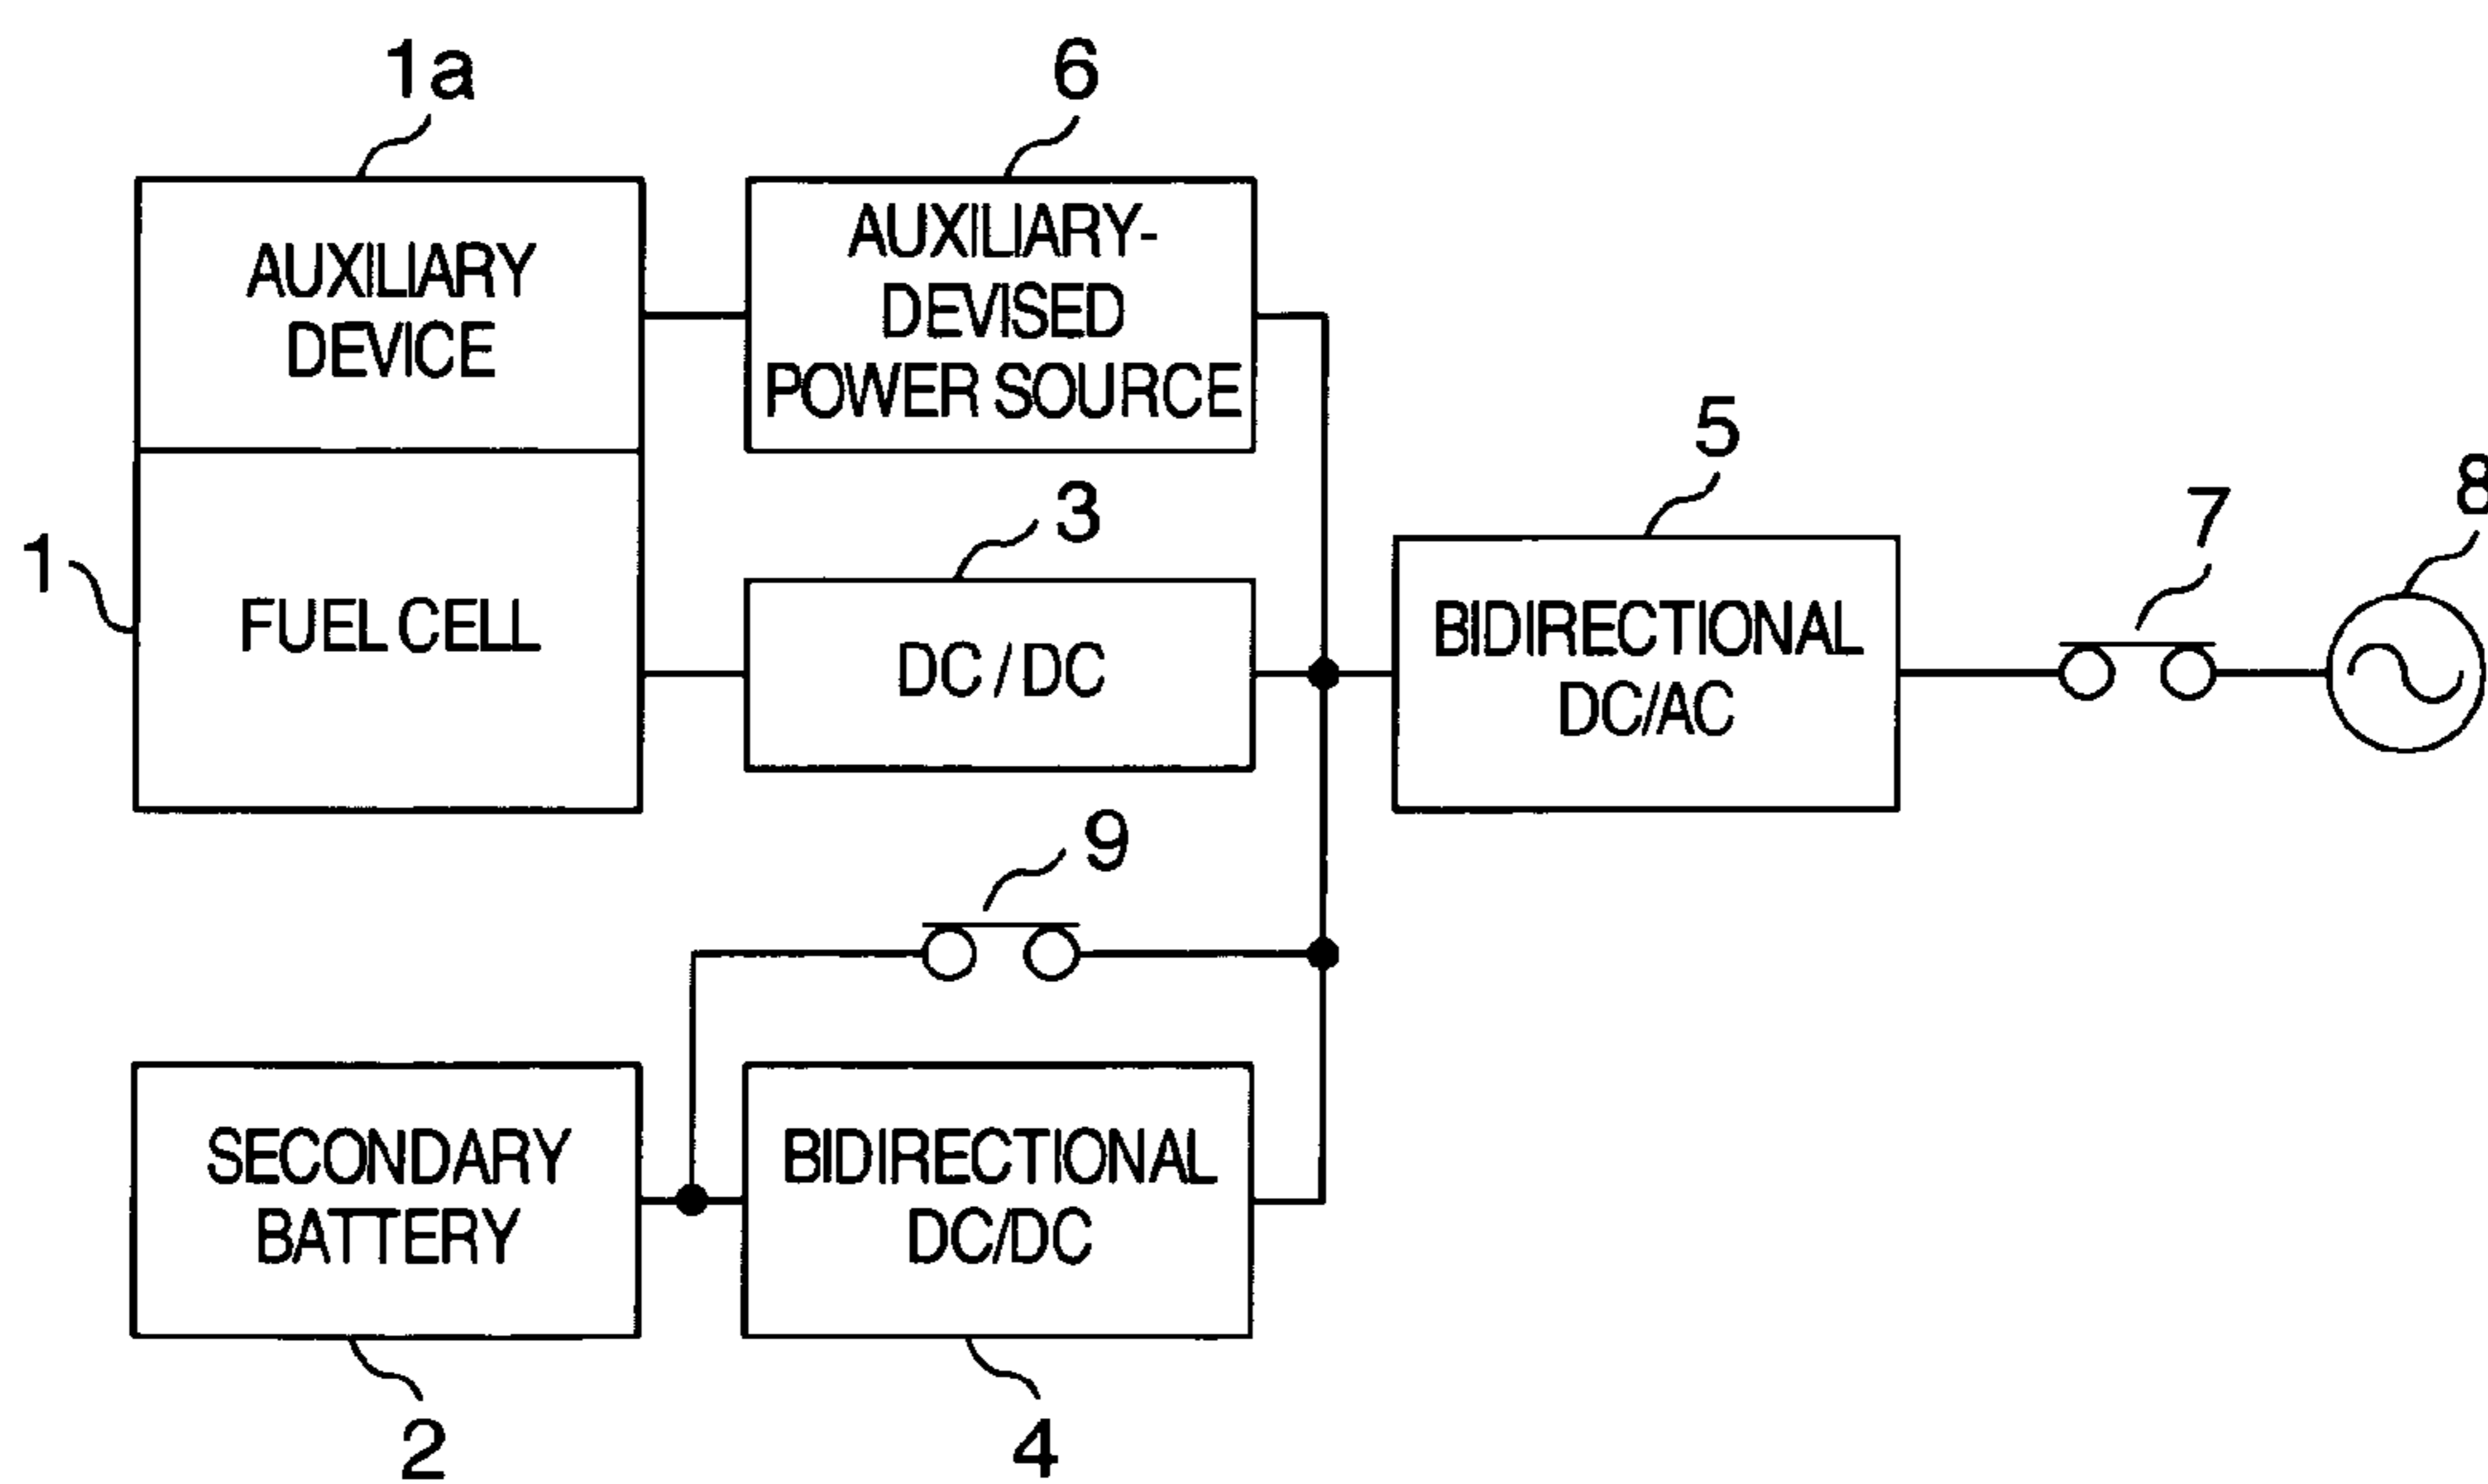 1a
6
AUXILIARY
DEVICE
AUXILIARY-
DEVISED
POWER SOURCE
5
8
7
3
1
FUEL CELL
DC / DC
BIDIRECTIONAL
DC/AC
9
SECONDARY
BATTERY
BIDIRECTIONAL
DC/DC
2
4